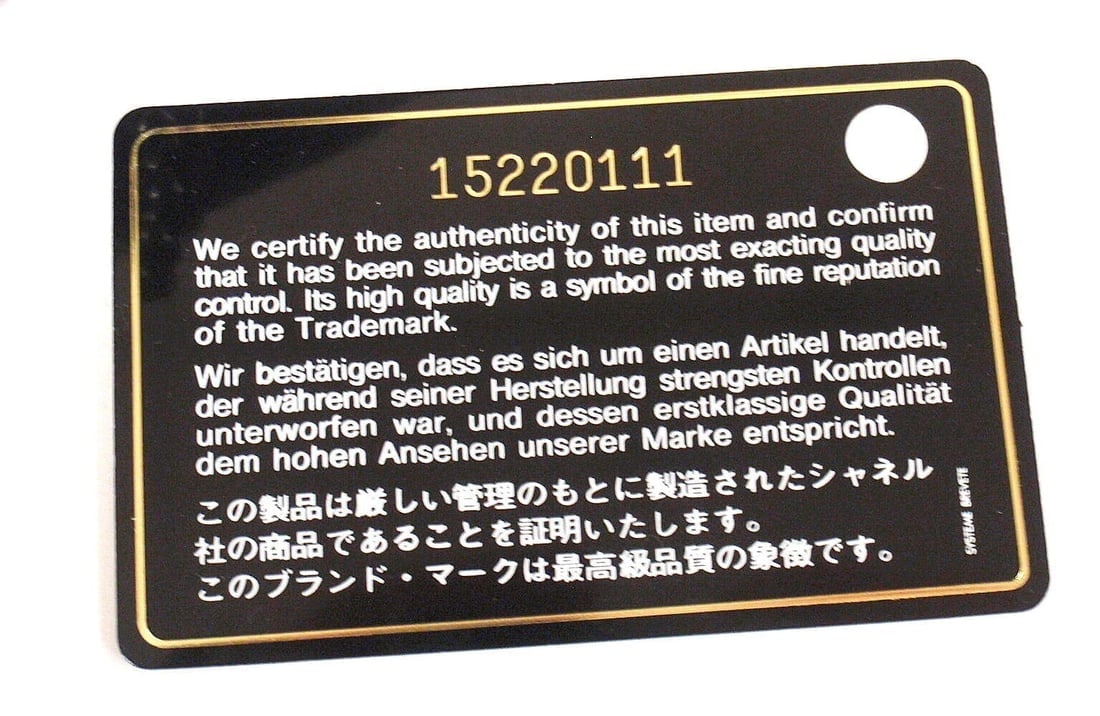 15220111
We certify the authenticity of this item and confirm
that it has been subjected to the most exacting quality
control. Its high quality is a symbol of the fine reputation
of the Trademark.
Wir bestätigen, dass es sich um einen Artikel handelt,
der während seiner Herstellung strengsten Kontrollen
unterworfen war, und dessen erstklassige Qualität
dem hohen Ansehen unserer Marke entspricht.
この製品は厳しい管理のもとに製造されたシャネル
社の商品であることを証明いたします。
このブランド・マークは最高級品質の象徴です。
SYSTEME BREVETE